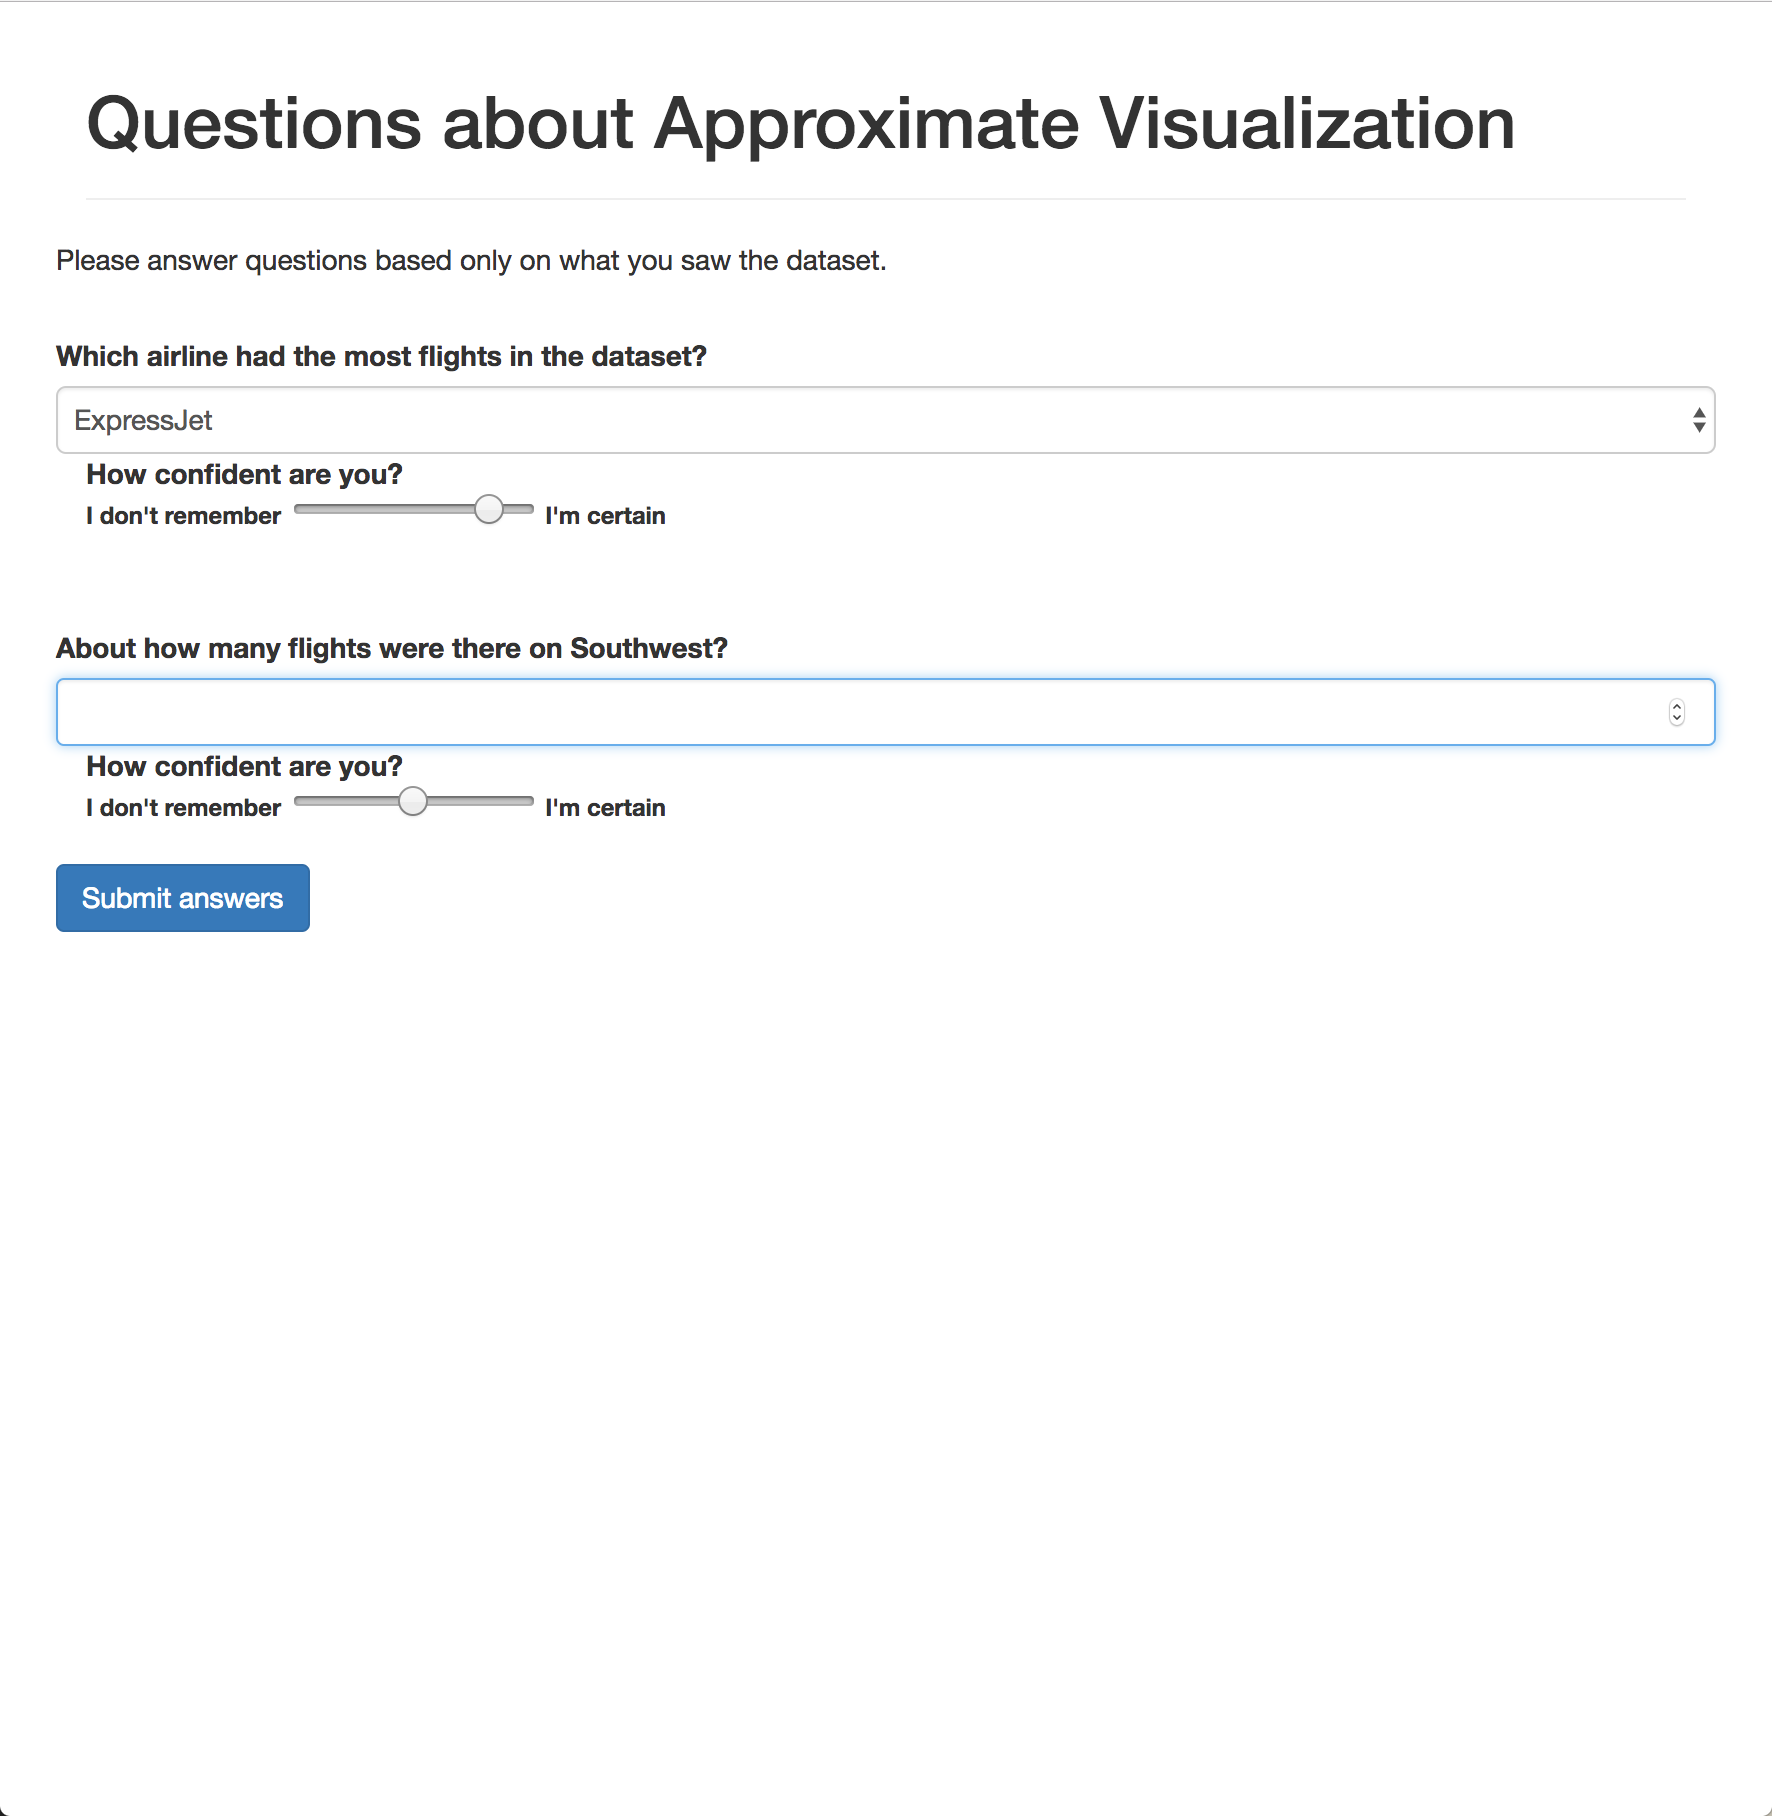 Questions about Approximate Visualization
Please answer questions based only on what you saw the dataset.
Which airline had the most flights in the dataset?
ExpressJet
How confident are you?
I don't remember I'm certain
About how many flights were there on Southwest?
How confident are you?
I don't remember I'm certain
Submit answers